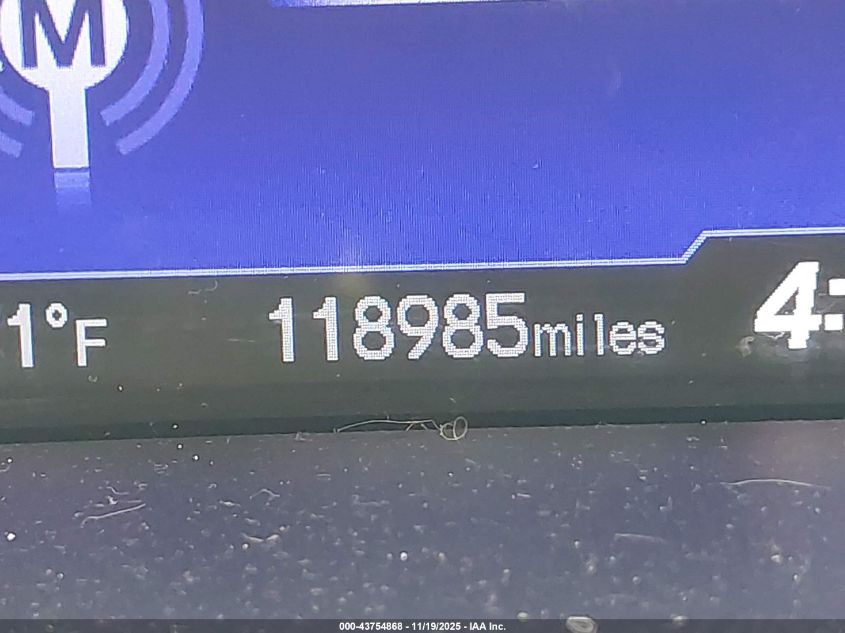 M
1°F 118985miles 4:
000-43754868 - 11/19/2025 - IAA Inc.